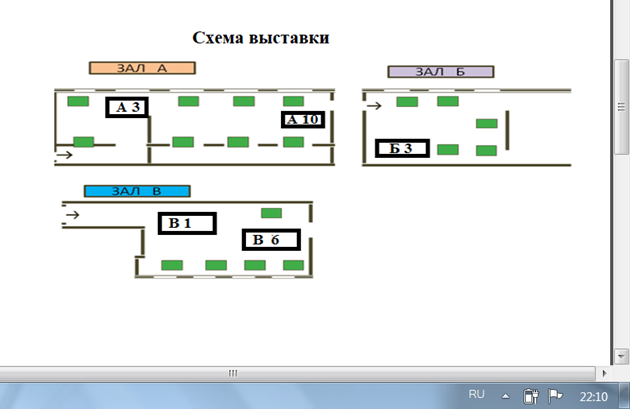 Схема выставки
ЗАЛ А
ЗАЛ Б
А 3
А 10
Б 3
ЗАЛ В
В 1
В 6
RU
22:10